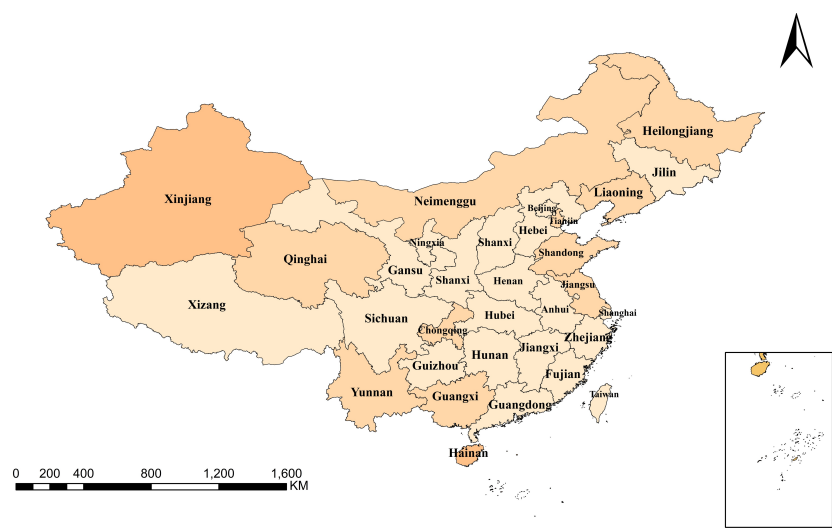 Heilongjiang
Jilin
Xinjiang
Liaoning
Neimenggu
Beijing
Tianjin
Hebei
Ningxia
Shanxi
Shandong
Qinghai
Gansu
Shanxi
Henan
Jiangsu
Xizang
Sichuan
Hubei
Anhui
Shanghai
Chongqing
Zhejiang
Hunan
Jiangxi
Guizhou
Fujian
Yunnan
Guangxi
Guangdong
Taiwan
Hainan
0 200 400 800 1,200 1,600
KM